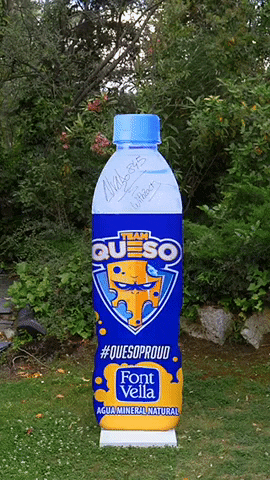 TEAM
QUESO
#QUESOPROUD
Font
Vella
AGUA MINERAL NATURAL